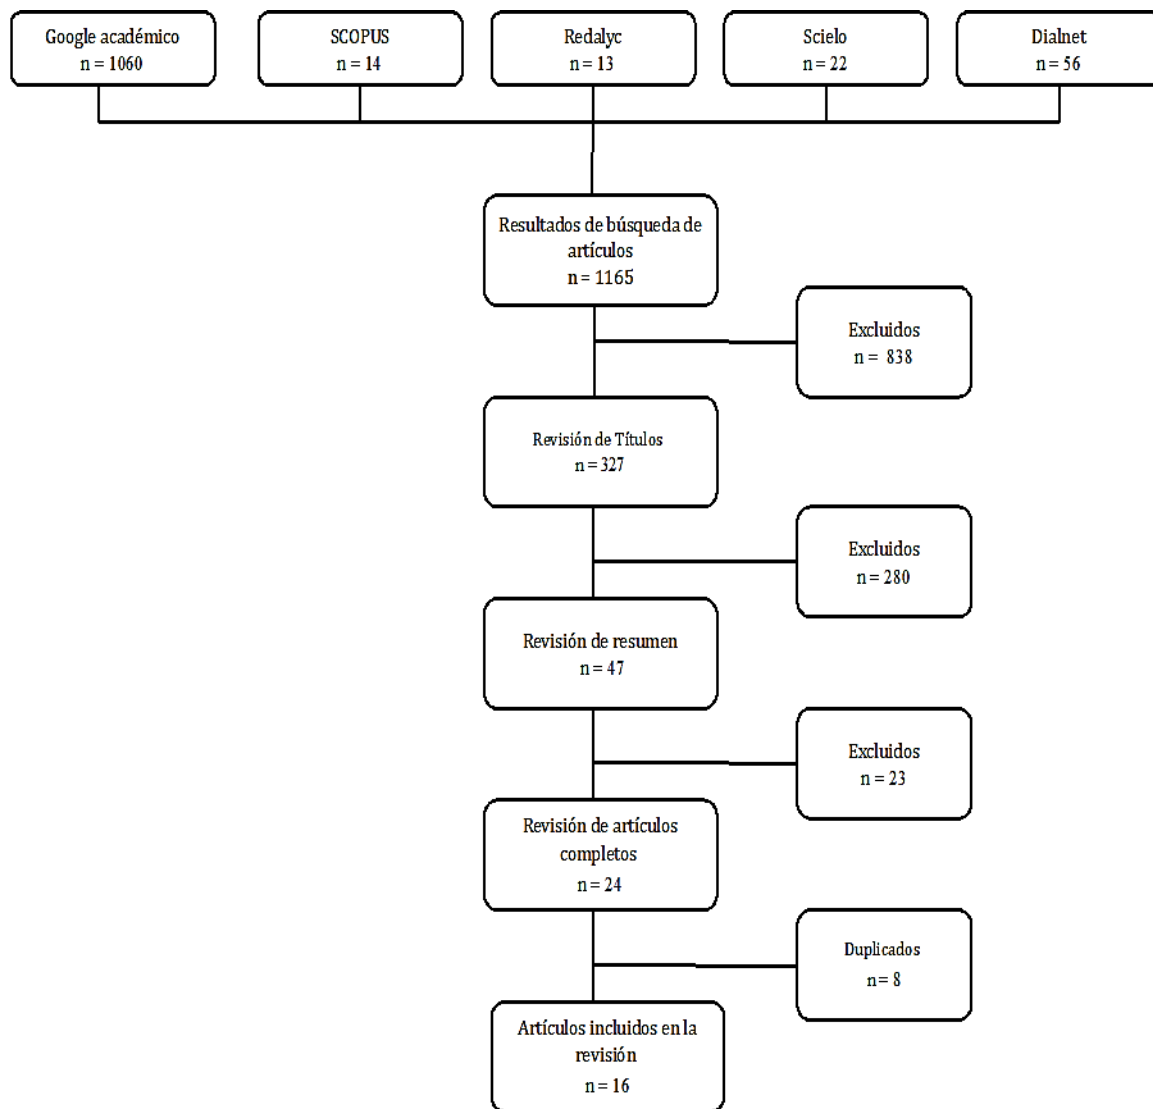 Google académico
n = 1060
SCOPUS
n = 14
Redalyc
n = 13
Scielo
n = 22
Dialnet
n = 56
Resultados de búsqueda de
artículos
n = 1165
Excluidos
n = 838
Revisión de Títulos
n = 327
Excluidos
n = 280
Revisión de resumen
n = 47
Excluidos
n = 23
Revisión de artículos
completos
n = 24
Duplicados
n= 8
Artículos incluidos en la
revisión
n = 16